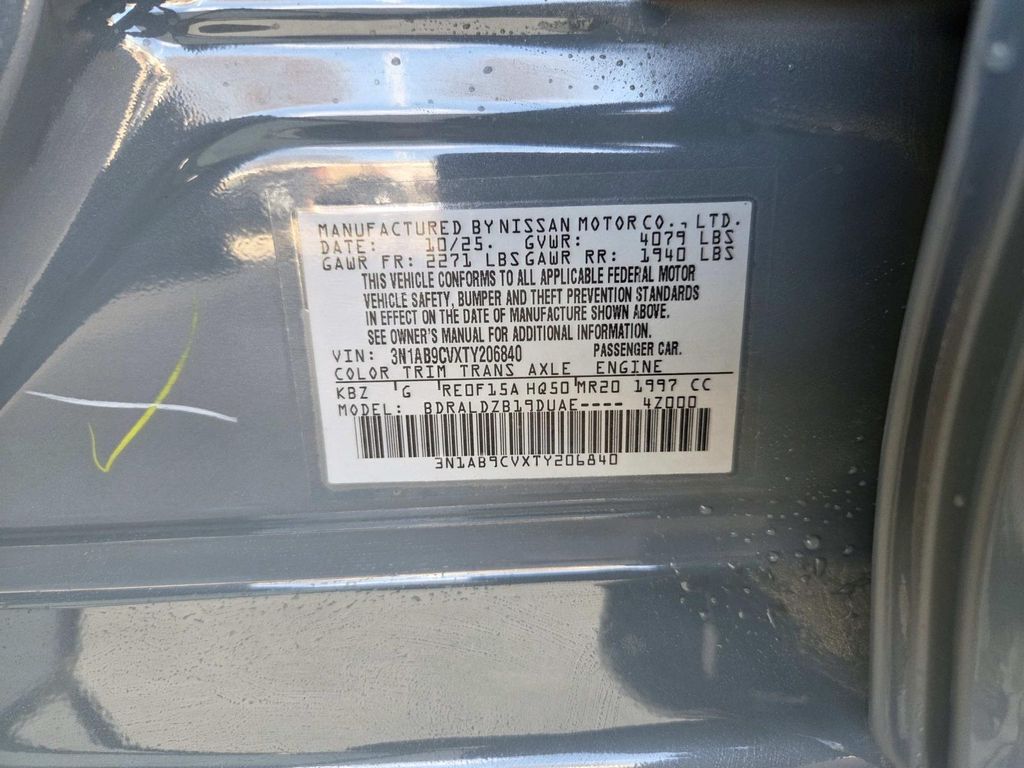 MANUFACTURED BY NISSAN MOTOR CO., LTD.
DATE: 10/25. GVWR: 4079 LBS
GAWR FR: 2271 LBS GAWR RR: 1940 LBS
THIS VEHICLE CONFORMS TO ALL APPLICABLE FEDERAL MOTOR
VEHICLE SAFETY, BUMPER AND THEFT PREVENTION STANDARDS
IN EFFECT ON THE DATE OF MANUFACTURE SHOWN ABOVE.
SEE OWNER'S MANUAL FOR ADDITIONAL INFORMATION.
VIN: 3N1AB9CVXTY206840 PASSENGER CAR.
COLOR TRIM TRANS AXLE ENGINE
KBZ G RE0F15A HQ50 MR20 1997 CC
MODEL: BDRALDZB19DUAE---- 4Z000
3N1AB9CVXTY206840